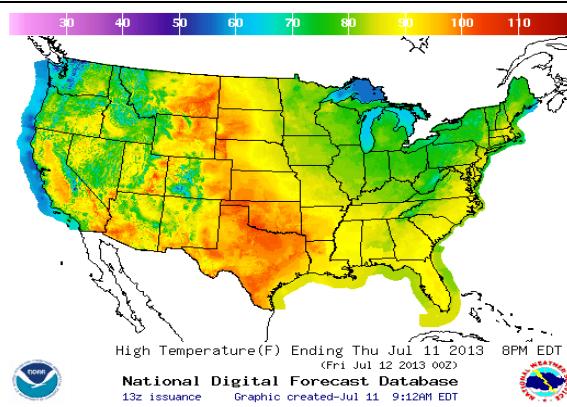 30 40 50 60 70 80 90 100 110
High Temperature(F) Ending Thu Jul 11 2013 8PM EDT
(Fri Jul 12 2013 00Z)
National Digital Forecast Database
13z issuance Graphic created-Jul 11 9:12AM EDT
NOAA